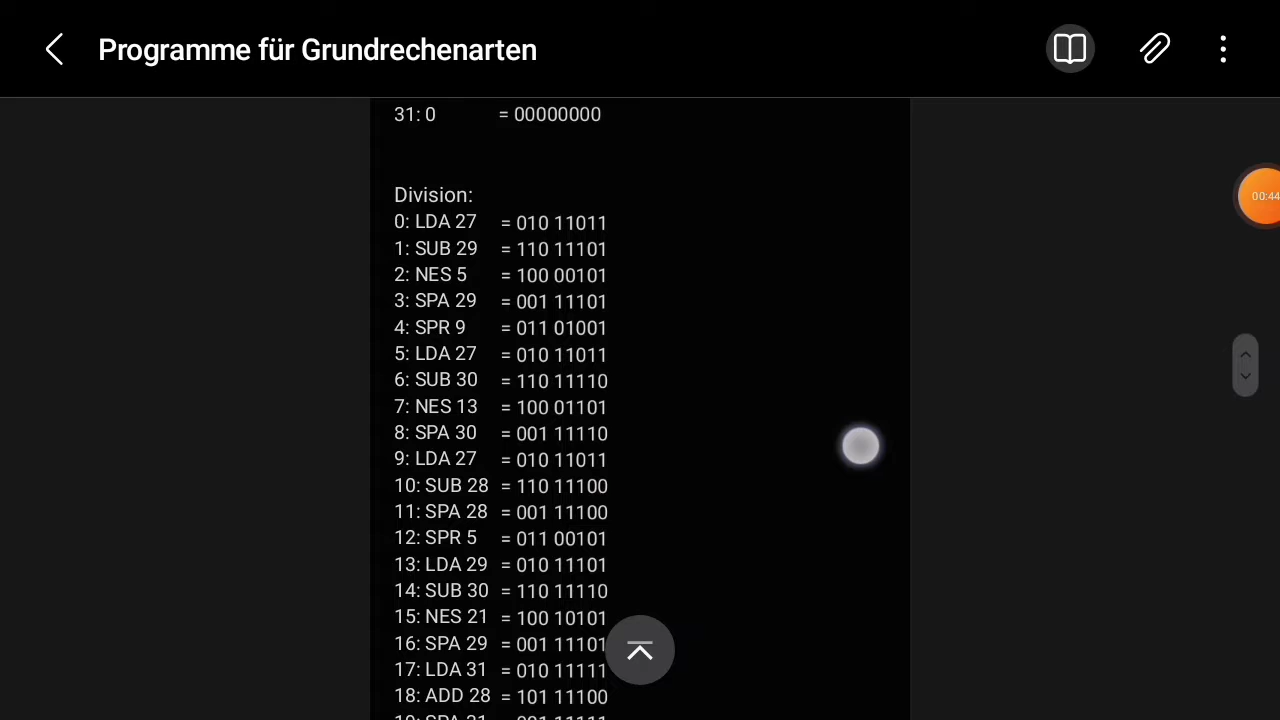 Programme für Grundrechenarten
31: 0 = 00000000
Division:
0: LDA 27 = 010 11011
1: SUB 29 = 110 11101
2: NES 5 = 100 00101
3: SPA 29 = 001 11101
4: SPR 9 = 011 01001
5: LDA 27 = 010 11011
6: SUB 30 = 110 11110
7: NES 13 = 100 01101
8: SPA 30 = 001 11110
9: LDA 27 = 010 11011
10: SUB 28 = 110 11100
11: SPA 28 = 001 11100
12: SPR 5 = 011 00101
13: LDA 29 = 010 11101
14: SUB 30 = 110 11110
15: NES 21 = 100 10101
16: SPA 29 = 001 11101
17: LDA 31 = 010 11111
18: ADD 28 = 101 11100
00:44